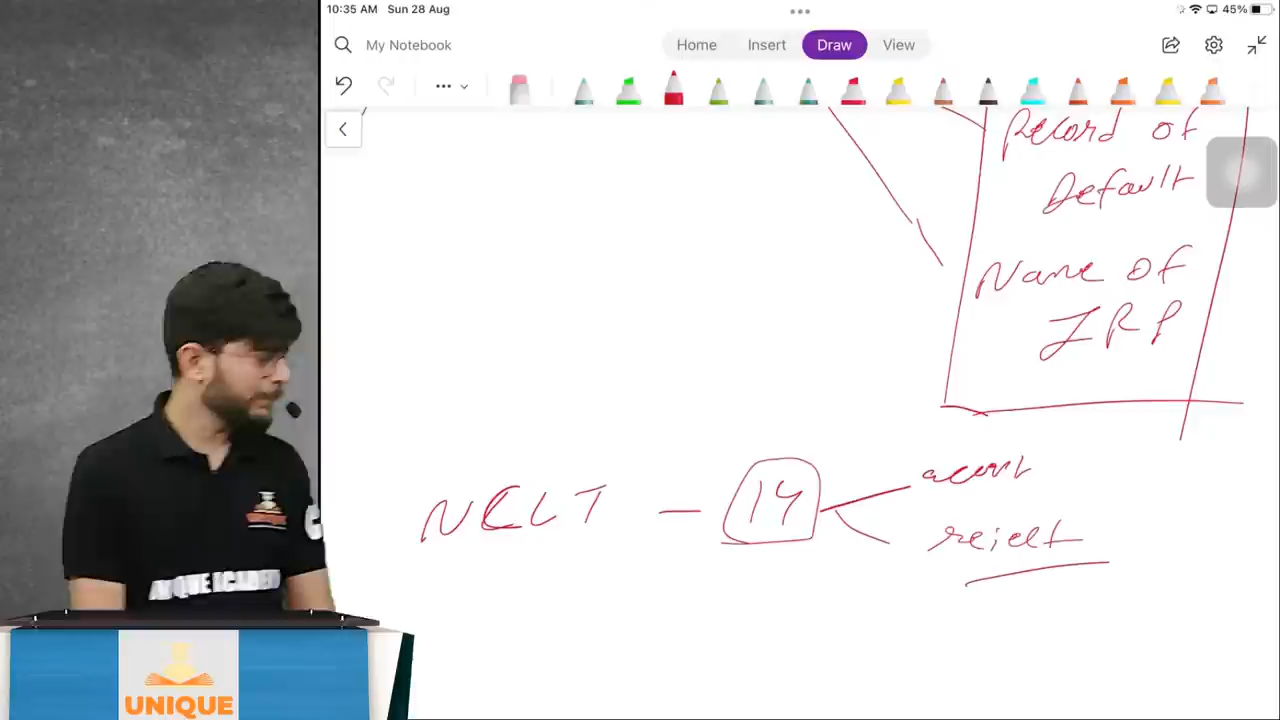 10:35 AM Sun 28 Aug
45%
My Notebook
Home Insert Draw View
Record of
Default
Name of
IRP
NCLT - 14
accept
reject
UNIQUE